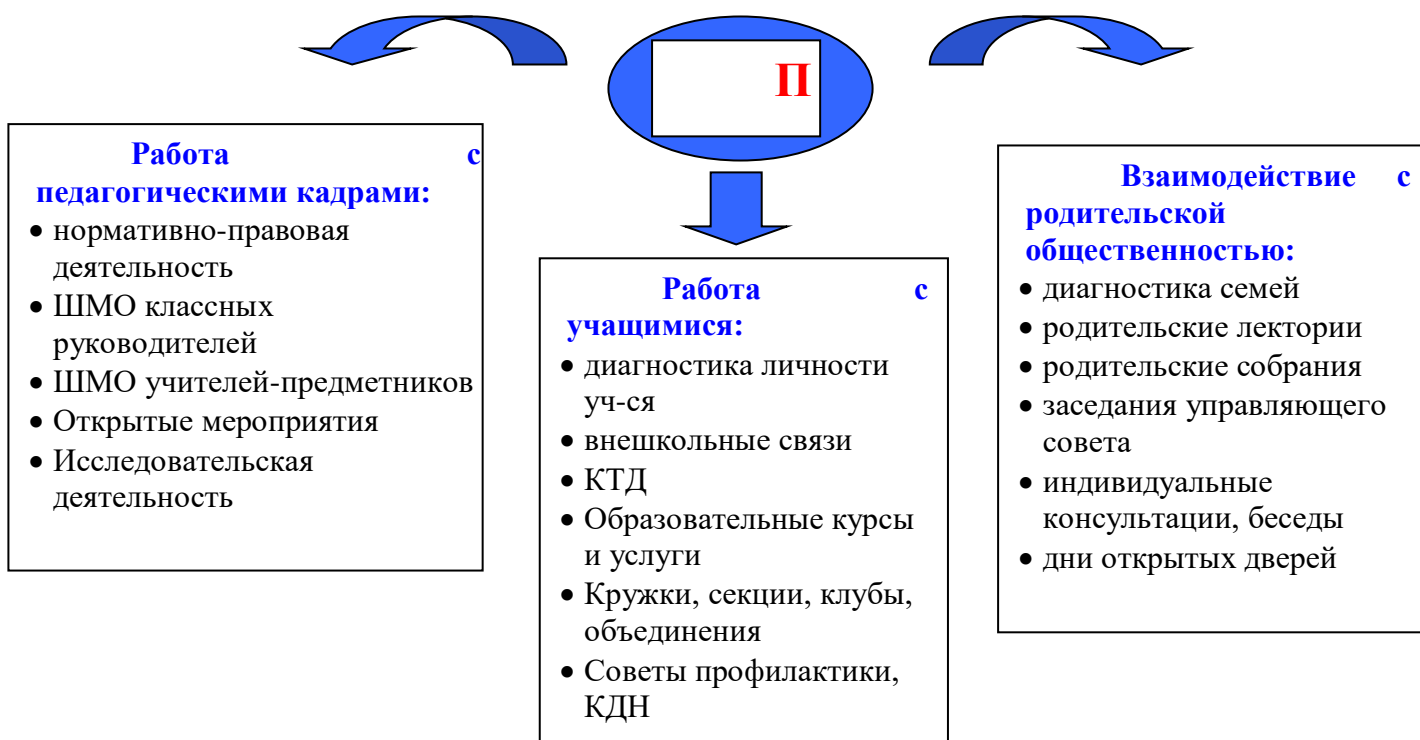 П
Работа с
педагогическими кадрами:
• нормативно-правовая
деятельность
• ШМО классных
руководителей
• ШМО учителей-предметников
• Открытые мероприятия
• Исследовательская
деятельность
Работа с
учащимися:
• диагностика личности
уч-ся
• внешкольные связи
• КТД
• Образовательные курсы
и услуги
• Кружки, секции, клубы,
объединения
• Советы профилактики,
КДН
Взаимодействие с
родительской
общественностью:
• диагностика семей
• родительские лектории
• родительские собрания
• заседания управляющего
совета
• индивидуальные
консультации, беседы
• дни открытых дверей